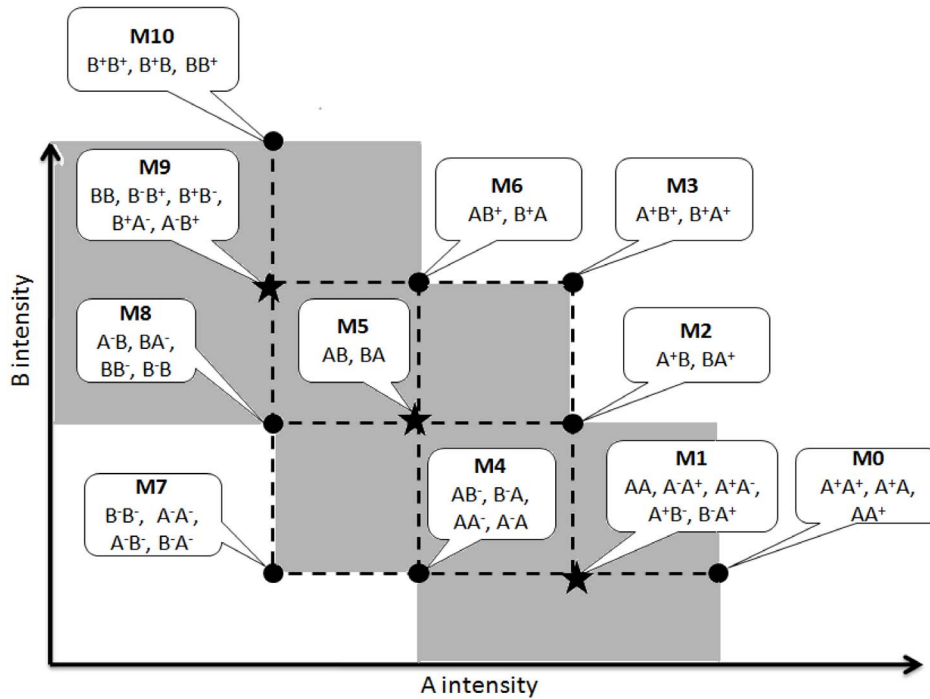 M10
B⁺B⁺, B⁺B, BB⁺
M9
BB, B⁻B⁺, B⁺B⁻,
B⁺A⁻, A⁻B⁺
M6
AB⁺, B⁺A
M3
A⁺B⁺, B⁺A⁺
M8
A⁻B, BA⁻,
BB⁻, B⁻B
M5
AB, BA
M2
A⁺B, BA⁺
M7
B⁻B⁻, A⁻A⁻,
A⁻B⁻, B⁻A⁻
M4
AB⁻, B⁻A,
AA⁻, A⁻A
M1
AA, A⁻A⁺, A⁺A⁻,
A⁺B⁻, B⁻A⁺
M0
A⁺A⁺, A⁺A,
AA⁺
B intensity
A intensity